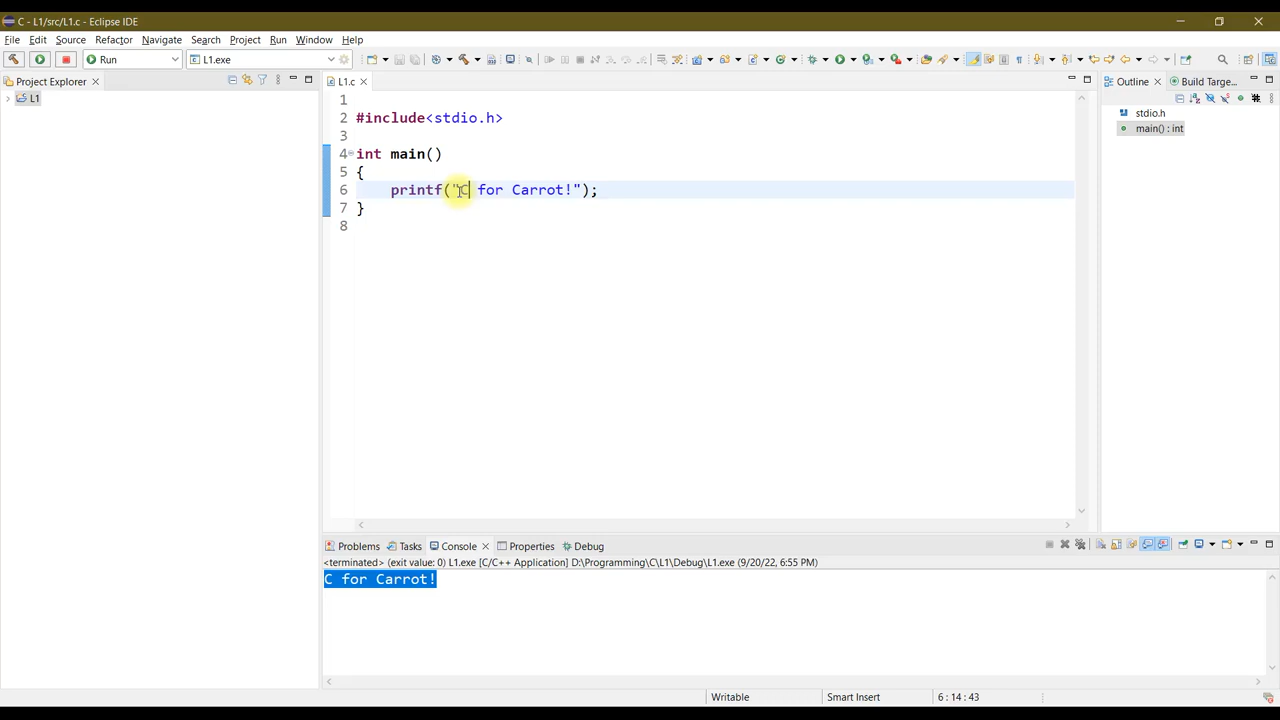 C - L1/src/L1.c - Eclipse IDE
File Edit Source Refactor Navigate Search Project Run Window Help
Run L1.exe
Project Explorer
L1
L1.c
1
2 #include<stdio.h>
3
4 int main()
5 {
6 printf("C for Carrot!");
7 }
8
Outline Build Targe...
stdio.h
main() : int
Problems Tasks Console Properties Debug
<terminated> (exit value: 0) L1.exe [C/C++ Application] D:\Programming\C\L1\Debug\L1.exe (9/20/22, 6:55 PM)
C for Carrot!
Writable Smart Insert 6 : 14 : 43